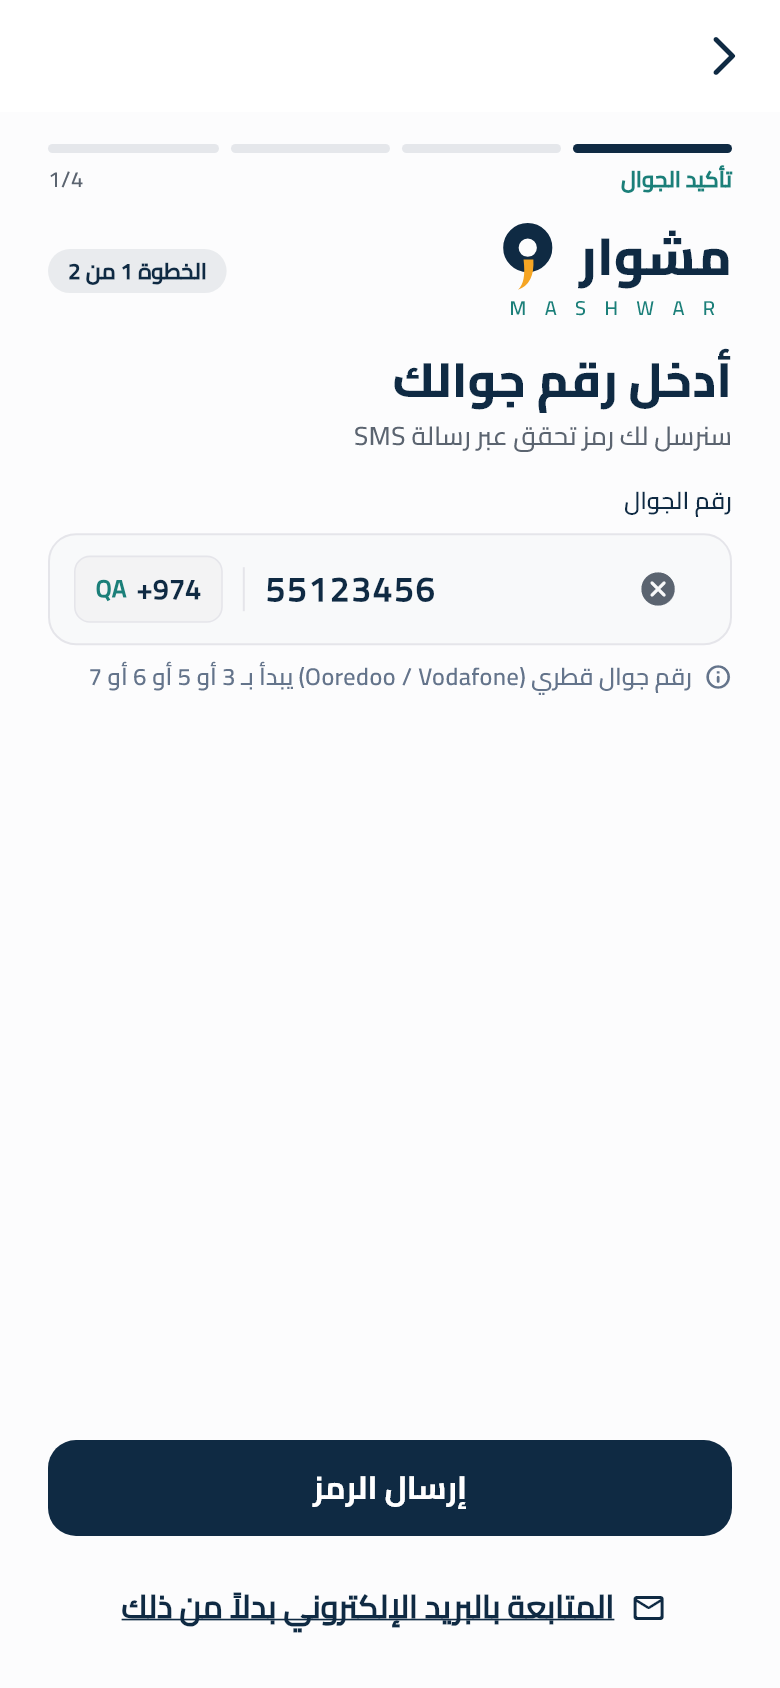 تأكيد الجوال
1/4
مشوار
MASHWAR
الخطوة 1 من 2
أدخل رقم جوالك
سنرسل لك رمز تحقق عبر رسالة SMS
رقم الجوال
QA +974 55123456
رقم جوال قطري (Ooredoo / Vodafone) يبدأ بـ 3 أو 5 أو 6 أو 7
إرسال الرمز
المتابعة بالبريد الإلكتروني بدلاً من ذلك